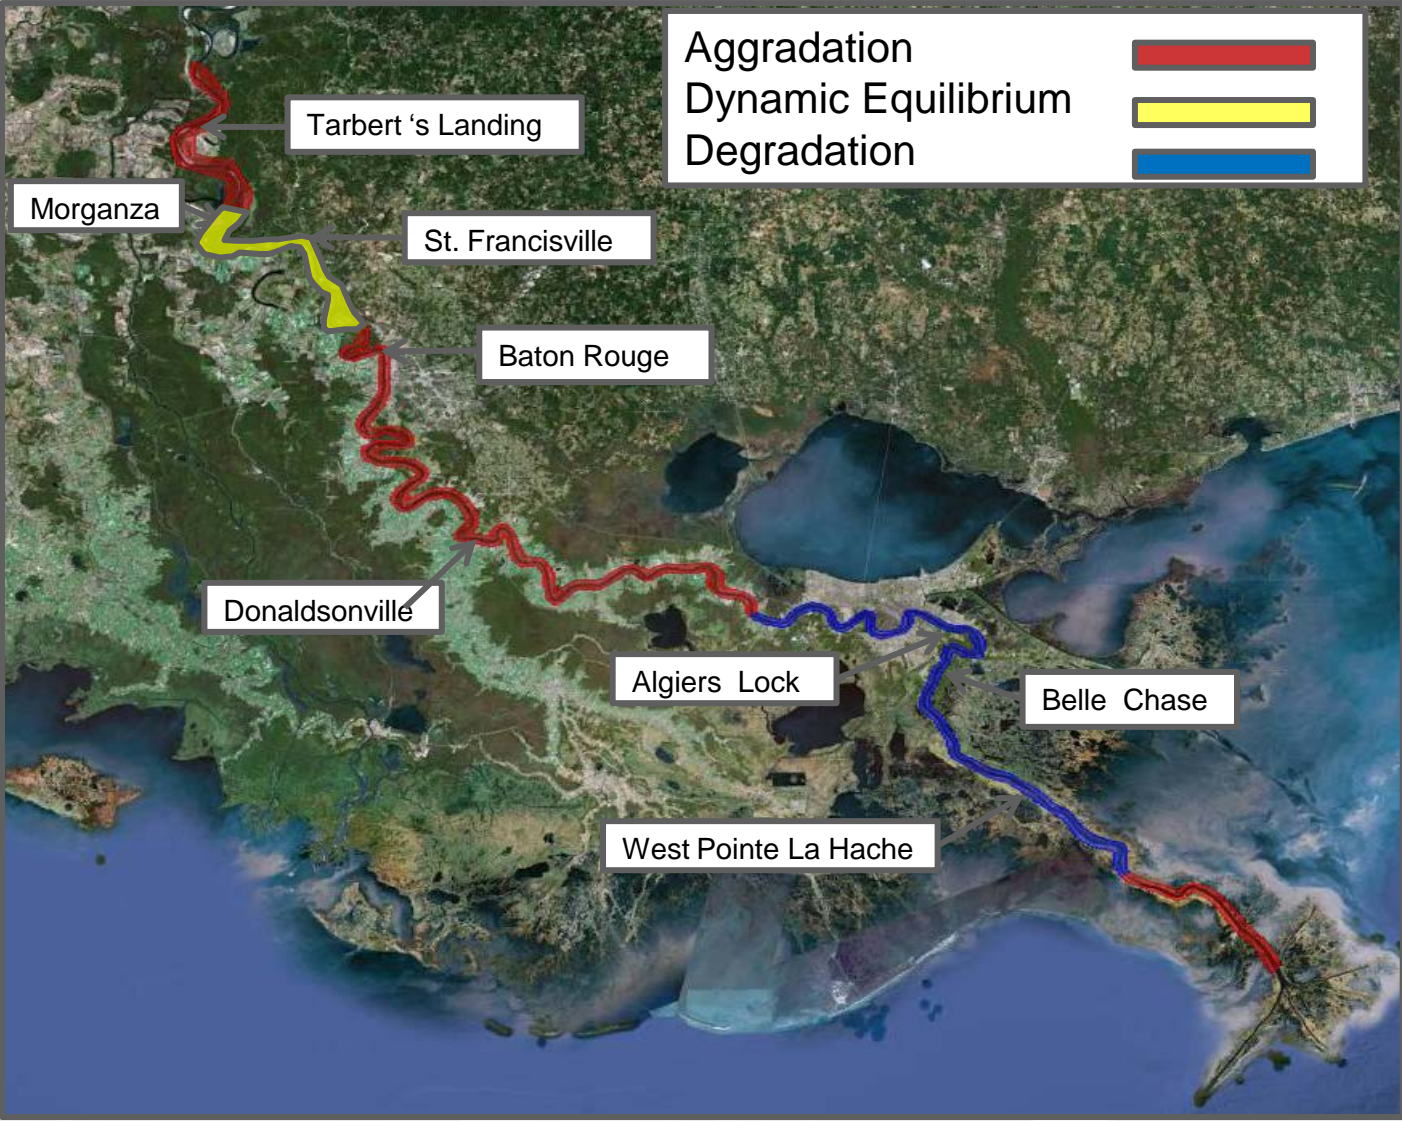 Aggradation
Dynamic Equilibrium
Degradation
Tarbert ‘s Landing
Morganza
St. Francisville
Baton Rouge
Donaldsonville
Algiers Lock
Belle Chase
West Pointe La Hache